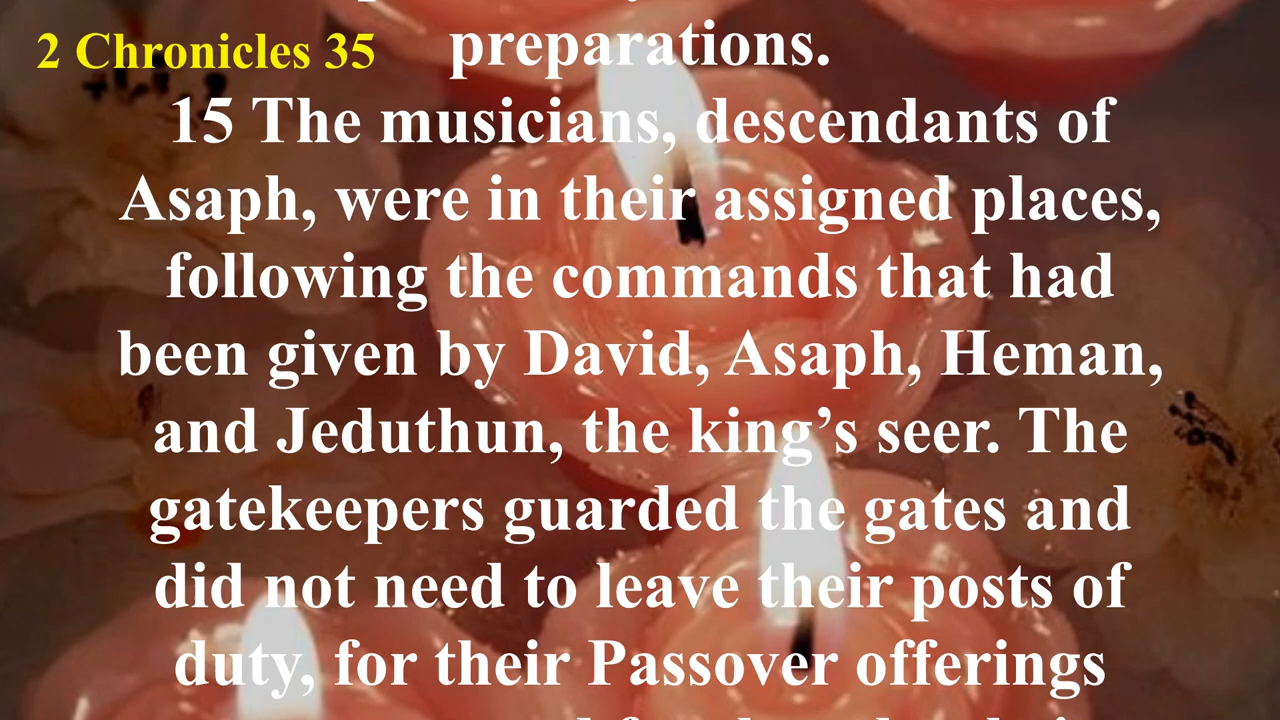 2 Chronicles 35
preparations.
15 The musicians, descendants of
Asaph, were in their assigned places,
following the commands that had
been given by David, Asaph, Heman,
and Jeduthun, the king’s seer. The
gatekeepers guarded the gates and
did not need to leave their posts of
duty, for their Passover offerings